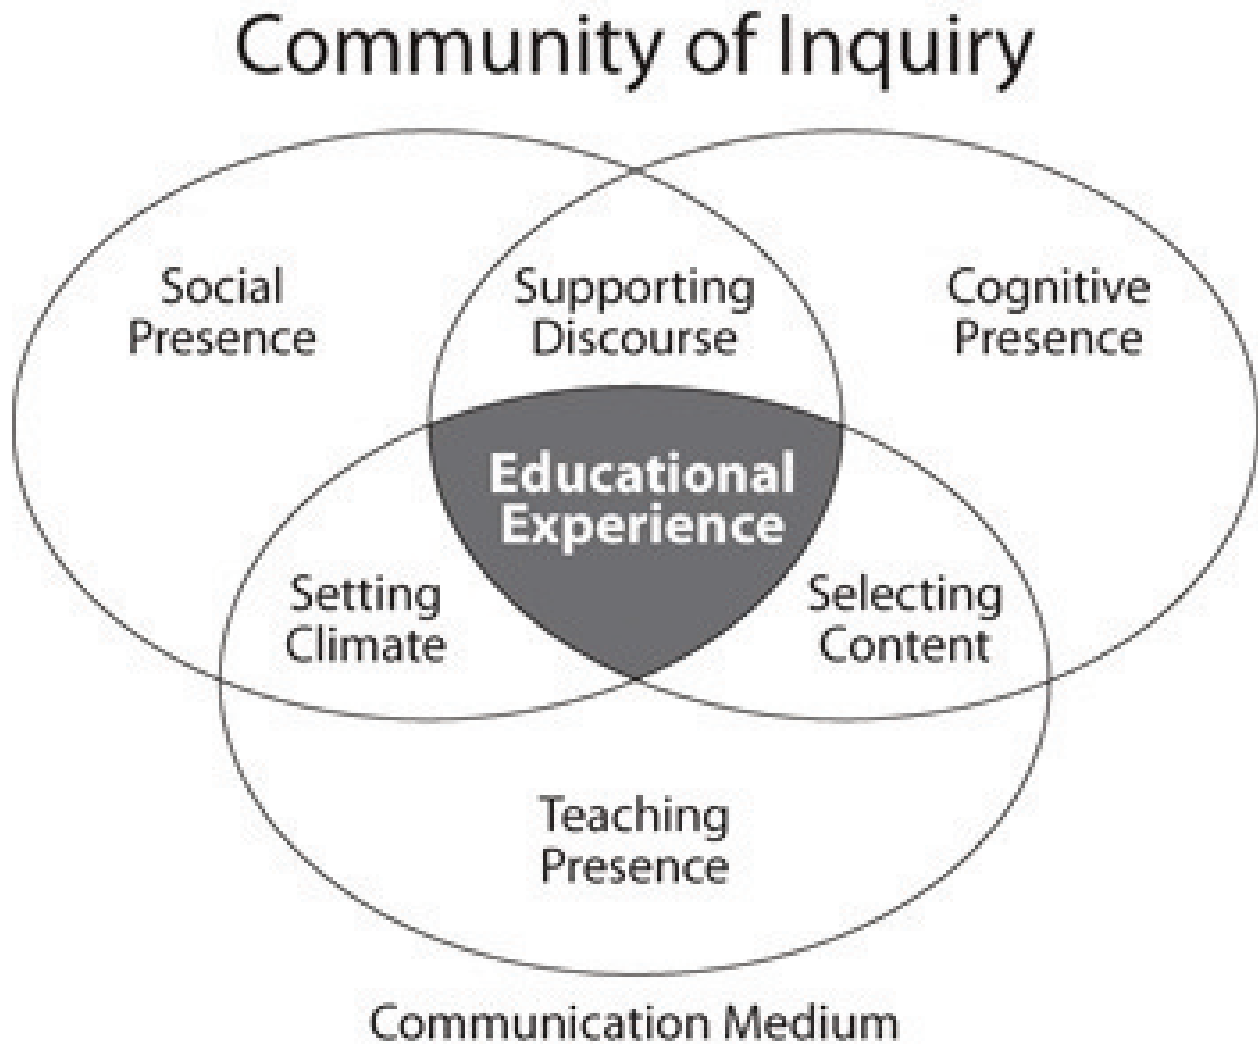 Community of Inquiry
Social
Presence
Supporting
Discourse
Cognitive
Presence
Educational
Experience
Setting
Climate
Selecting
Content
Teaching
Presence
Communication Medium